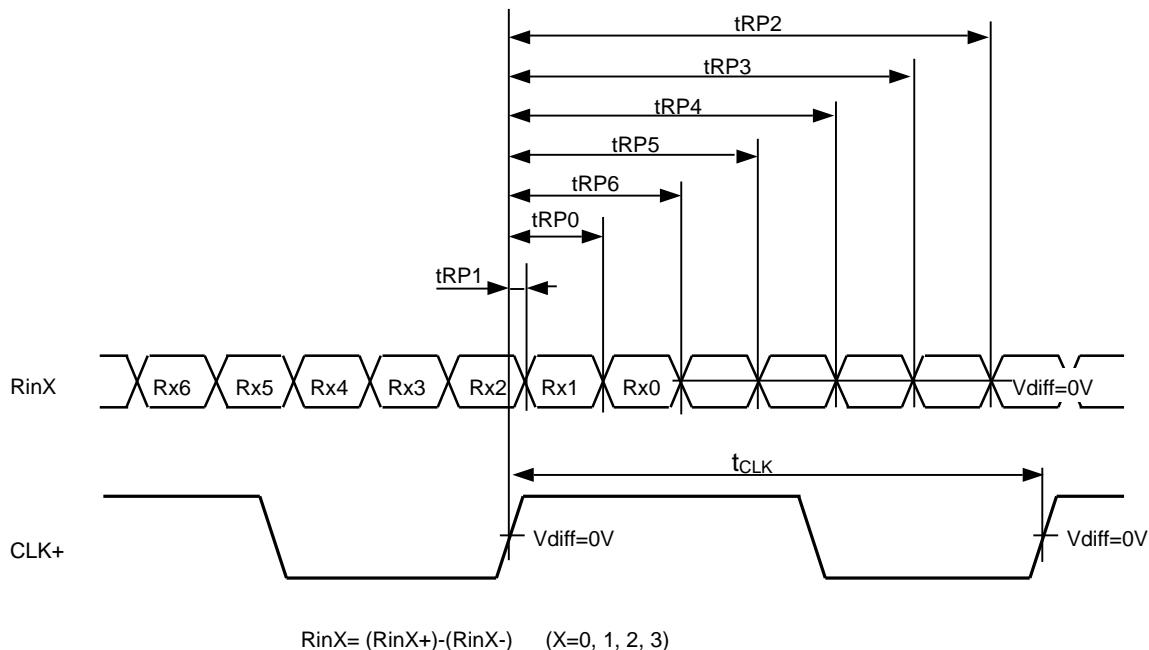 tRP2
tRP3
tRP4
tRP5
tRP6
tRP0
tRP1
RinX Rx6 Rx5 Rx4 Rx3 Rx2 Rx1 Rx0 Vdiff=0V
tCLK
CLK+ Vdiff=0V Vdiff=0V
RinX= (RinX+)-(RinX-) (X=0, 1, 2, 3)